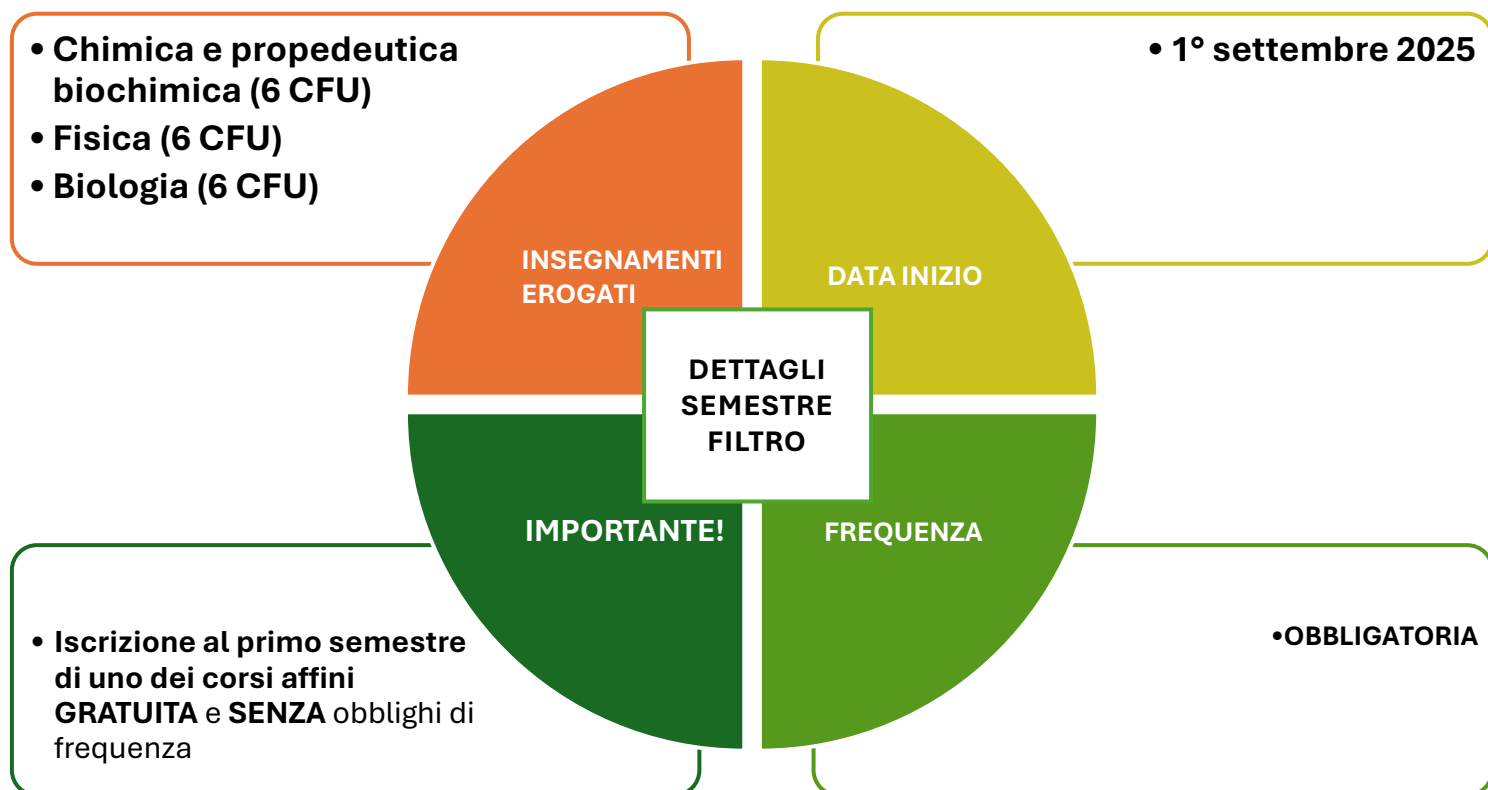 • Chimica e propedeutica
biochimica (6 CFU)
• Fisica (6 CFU)
• Biologia (6 CFU)
• 1° settembre 2025
INSEGNAMENTI
EROGATI
DATA INIZIO
DETTAGLI
SEMESTRE
FILTRO
IMPORTANTE!
FREQUENZA
• Iscrizione al primo semestre
di uno dei corsi affini
GRATUITA e SENZA obblighi di
frequenza
•OBBLIGATORIA